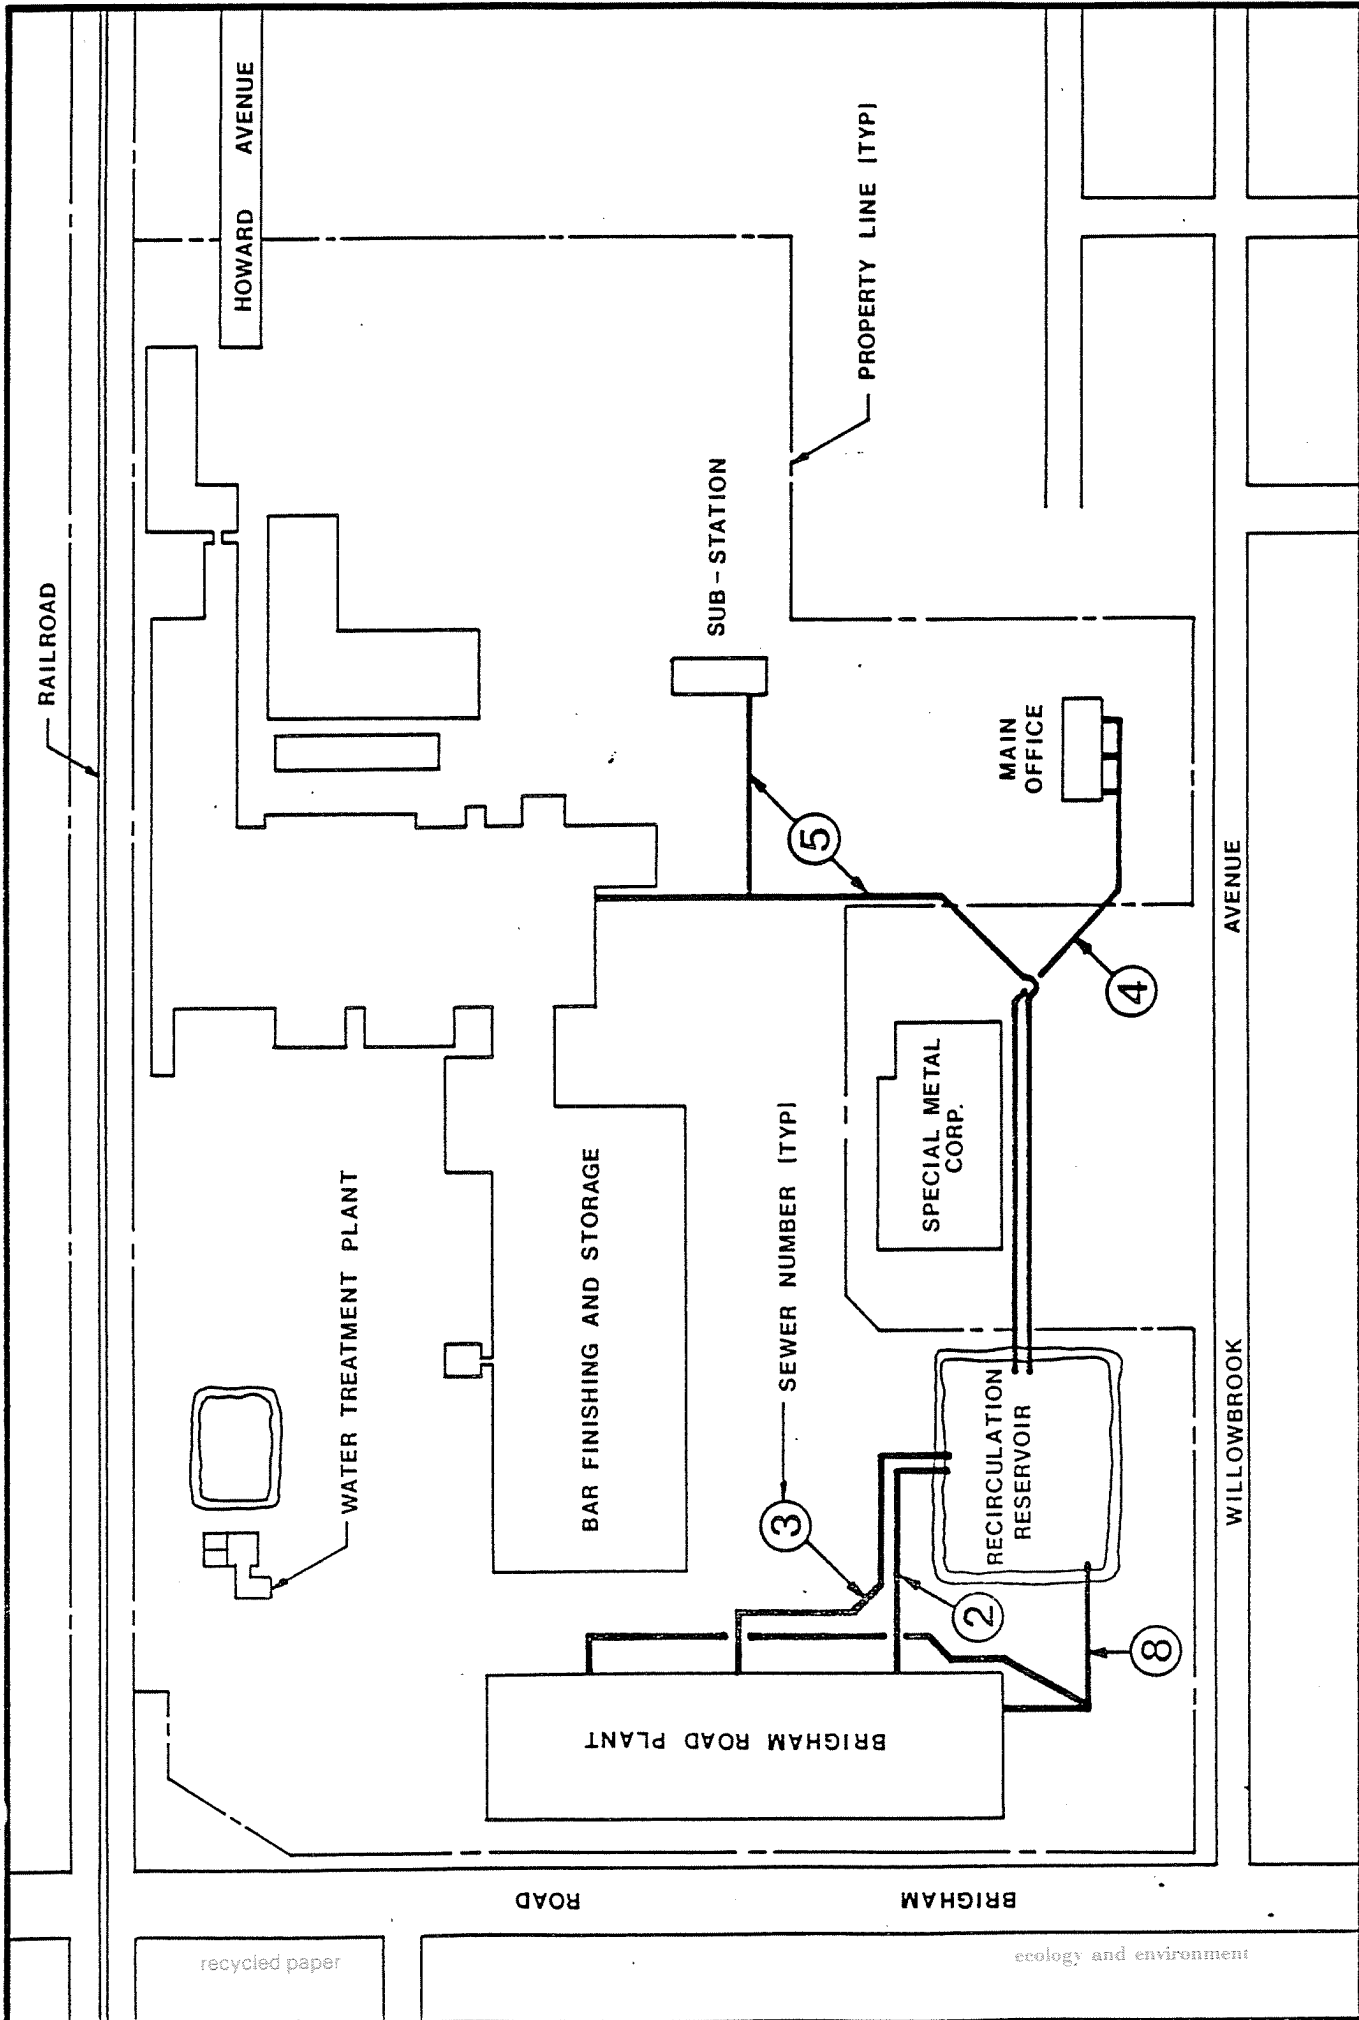 RAILROAD
HOWARD AVENUE
PROPERTY LINE (TYP)
SUB-STATION
MAIN
OFFICE
5
4
WATER TREATMENT PLANT
BAR FINISHING AND STORAGE
SEWER NUMBER (TYP)
SPECIAL METAL
CORP.
RECIRCULATION
RESERVOIR
3
2
8
BRIGHAM ROAD PLANT
WILLOWBROOK AVENUE
BRIGHAM ROAD
recycled paper
ecology and environment